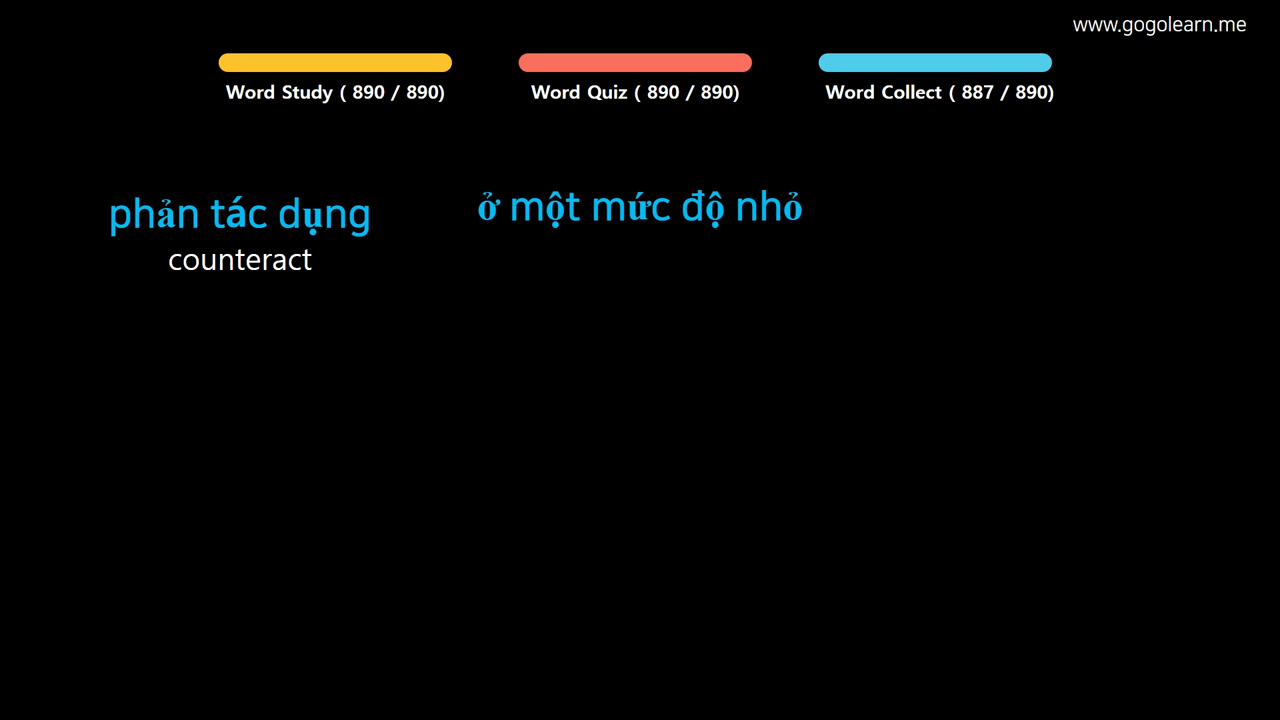 www.gogolearn.me
Word Study ( 890 / 890)
Word Quiz ( 890 / 890)
Word Collect ( 887 / 890)
phản tác dụng
counteract
ở một mức độ nhỏ